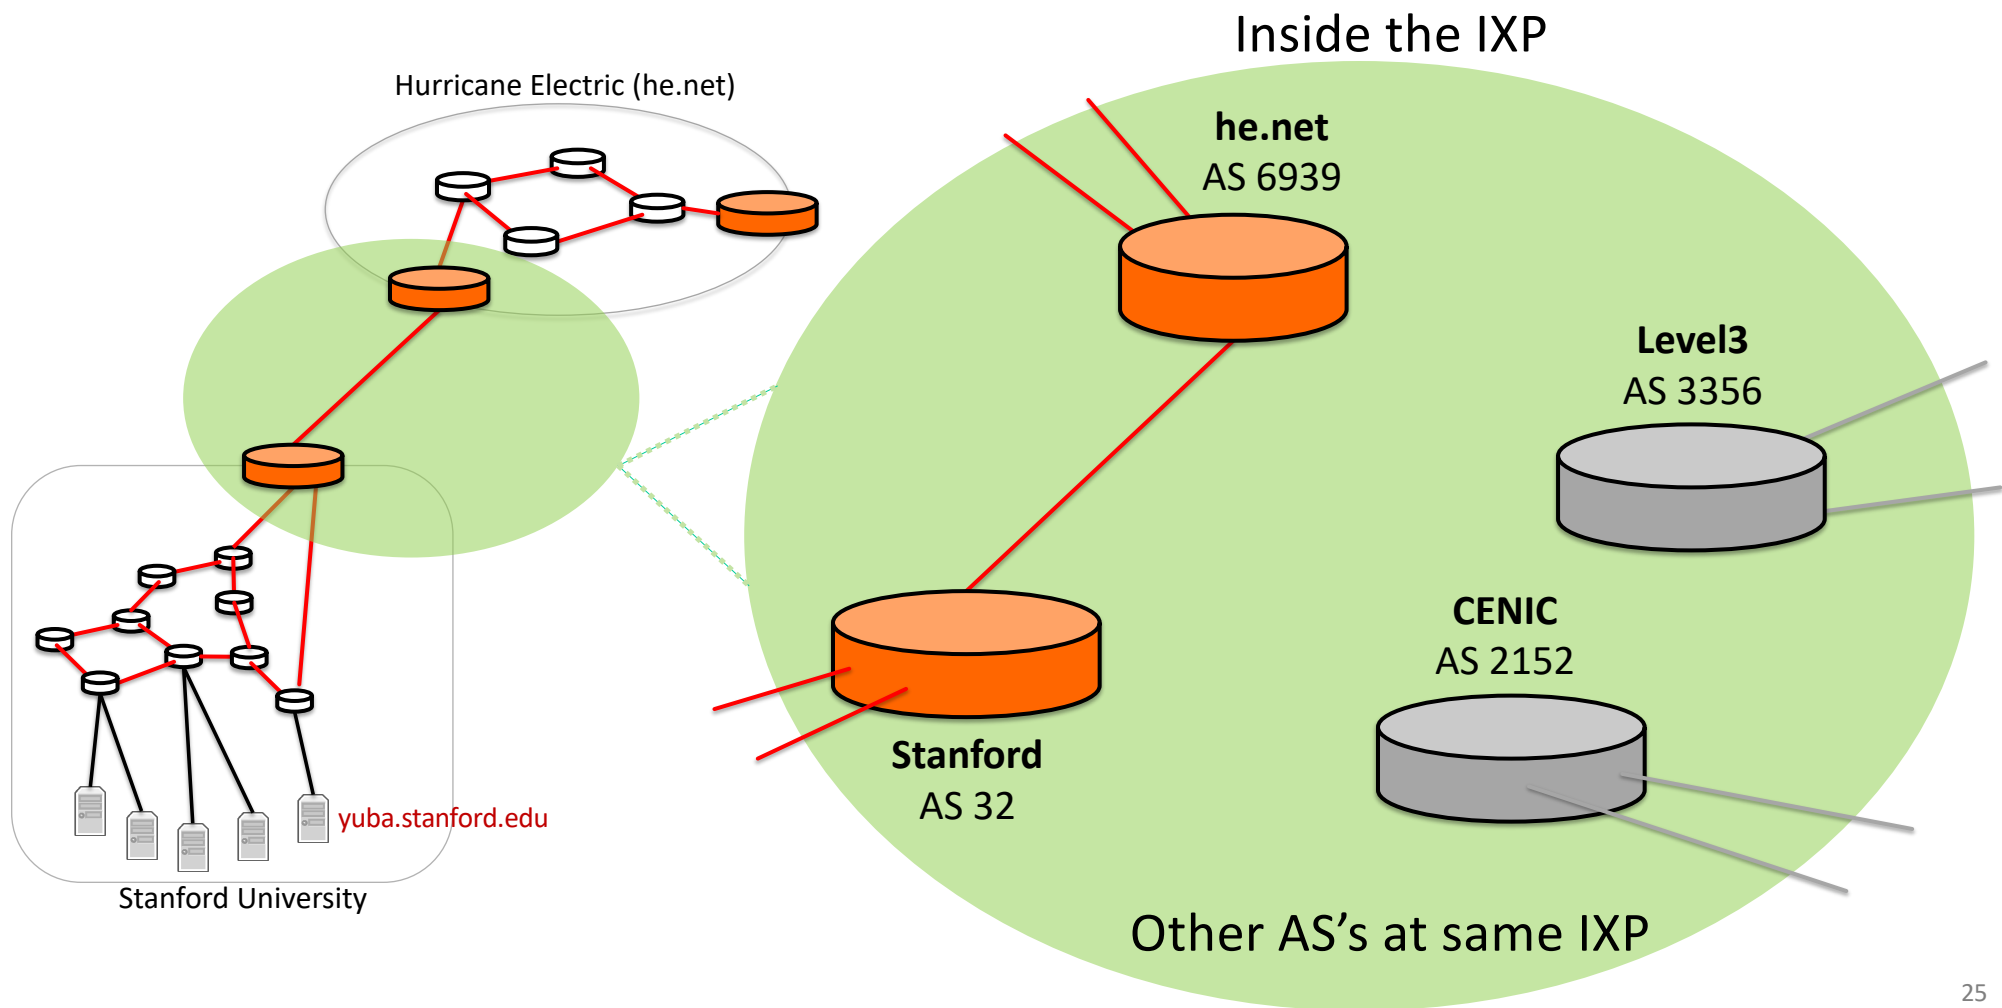 Inside the IXP
Hurricane Electric (he.net)
he.net
AS 6939
Level3
AS 3356
CENIC
AS 2152
Stanford
AS 32
yuba.stanford.edu
Stanford University
Other AS’s at same IXP
25